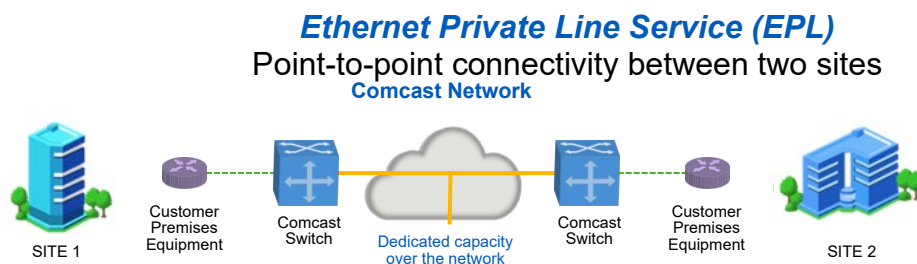 Ethernet Private Line Service (EPL)
Point-to-point connectivity between two sites
Comcast Network
SITE 1
Customer
Premises
Equipment
Comcast
Switch
Dedicated capacity
over the network
Comcast
Switch
Customer
Premises
Equipment
SITE 2